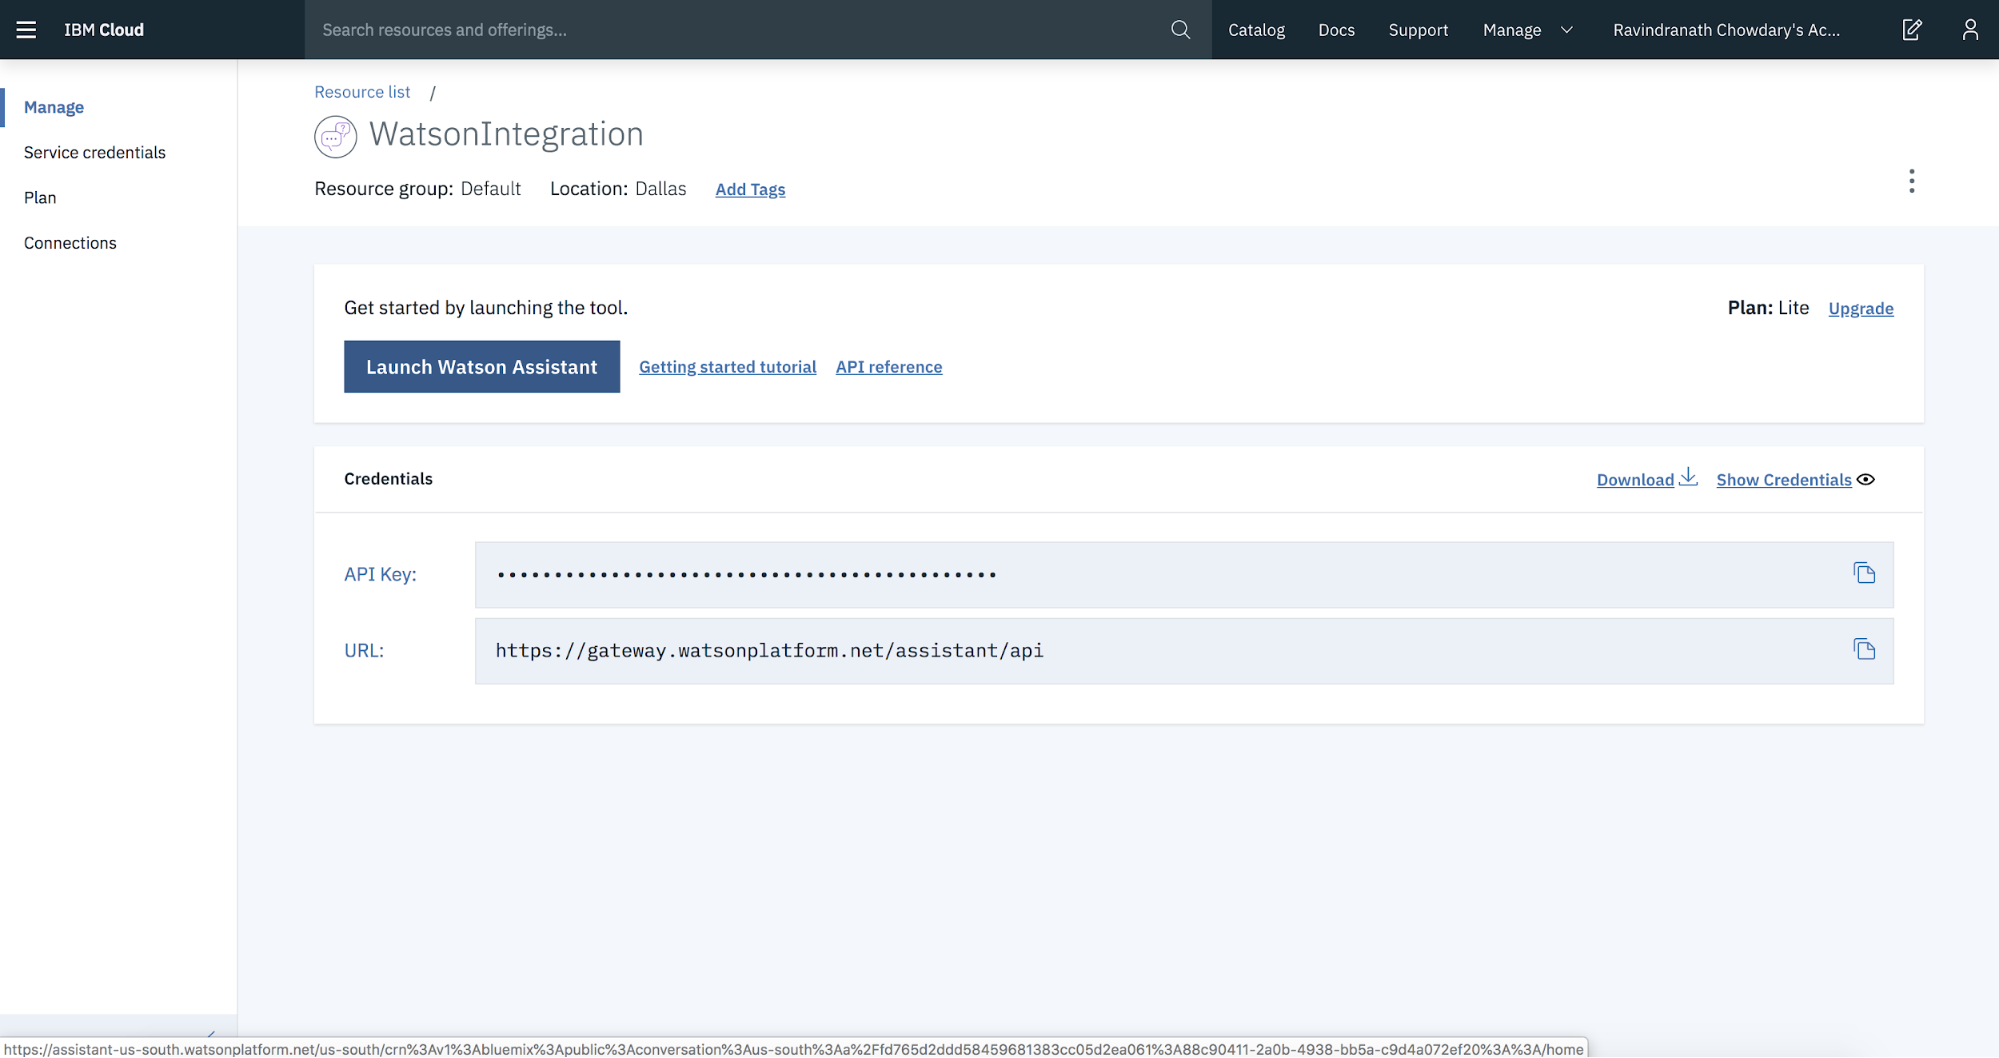 IBM Cloud
Search resources and offerings...
Catalog
Docs
Support
Manage
Ravindranath Chowdary's Ac...
Manage
Service credentials
Plan
Connections
Resource list /
WatsonIntegration
Resource group: Default Location: Dallas Add Tags
Get started by launching the tool.
Plan: Lite Upgrade
Launch Watson Assistant
Getting started tutorial
API reference
Credentials
Download
Show Credentials
API Key:
••••••••••••••••••••••••••••••••••••••••••••
URL:
https://gateway.watsonplatform.net/assistant/api
https://assistant-us-south.watsonplatform.net/us-south/crn%3Av1%3Abluemix%3Apublic%3Aconversation%3Aus-south%3Aa%2Ffd765d2ddd58459681383cc05d2ea061%3A88c90411-2a0b-4938-bb5a-c9d4a072ef20%3A%3A/home